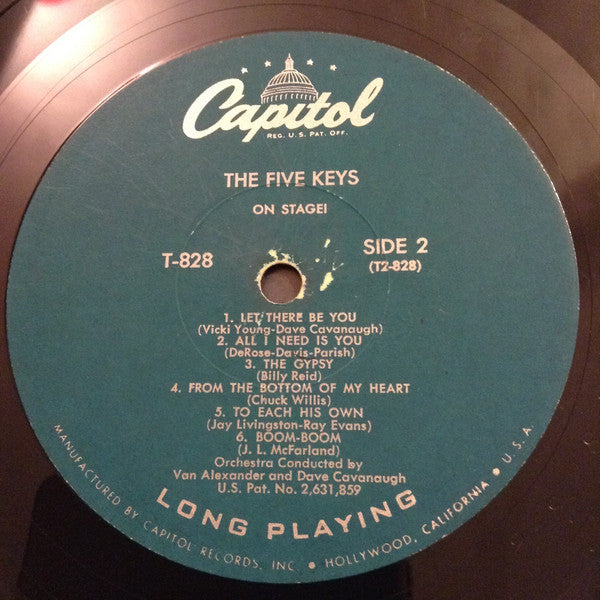 Capitol
REG. U. S. PAT. OFF.
THE FIVE KEYS
ON STAGE!
T-828
SIDE 2
(T2-828)
1. LET THERE BE YOU
(Vicki Young-Dave Cavanaugh)
2. ALL I NEED IS YOU
(DeRose-Davis-Parish)
3. THE GYPSY
(Billy Reid)
4. FROM THE BOTTOM OF MY HEART
(Chuck Willis)
5. TO EACH HIS OWN
(Jay Livingston-Ray Evans)
6. BOOM-BOOM
(J. L. McFarland)
Orchestra Conducted by
Van Alexander and Dave Cavanaugh
U.S. Pat. No. 2,631,859
LONG PLAYING
MANUFACTURED BY CAPITOL RECORDS, INC. • HOLLYWOOD, CALIFORNIA • U.S.A.